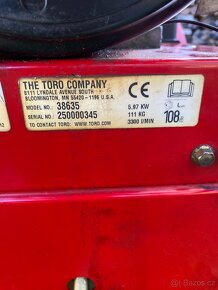 THE TORO COMPANY
8111 LYNDALE AVENUE SOUTH
BLOOMINGTON, MN 55420-1196 U.S.A.
MODEL NO: 38635
SERIAL NO: 250000345
TO CONTACT TORO: WWW.TORO.COM
CE
5.97 KW
111 KG
3300 I/MIN
108
Bazoš.cz